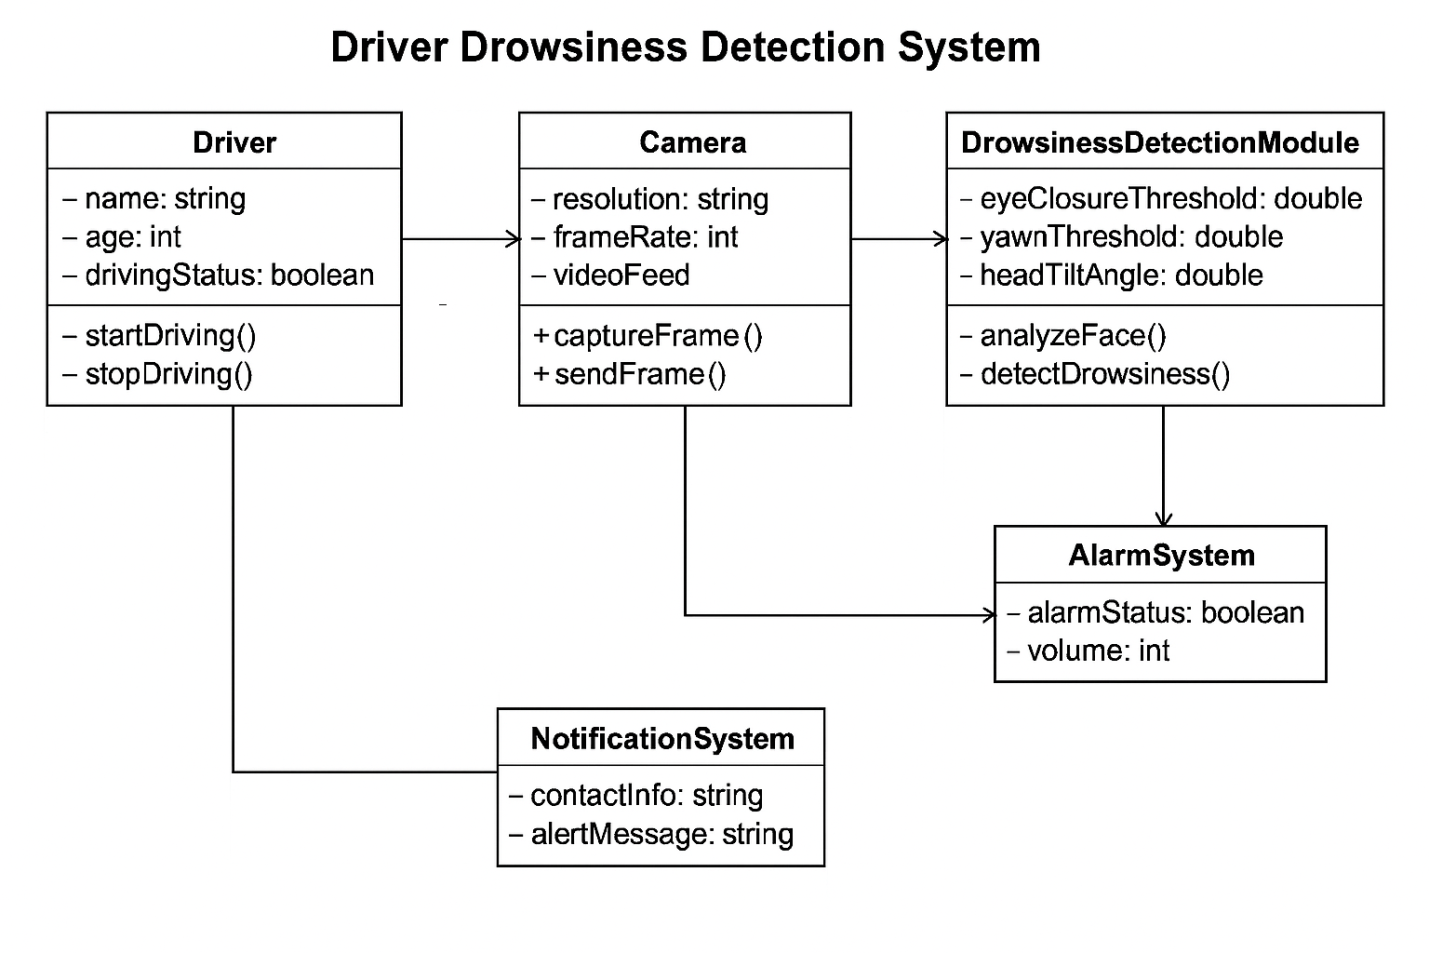 Driver Drowsiness Detection System
Driver
– name: string
– age: int
– drivingStatus: boolean
– startDriving()
– stopDriving()
Camera
– resolution: string
– frameRate: int
– videoFeed
+ captureFrame()
+ sendFrame()
DrowsinessDetectionModule
– eyeClosureThreshold: double
– yawnThreshold: double
– headTiltAngle: double
– analyzeFace()
– detectDrowsiness()
AlarmSystem
– alarmStatus: boolean
– volume: int
NotificationSystem
– contactInfo: string
– alertMessage: string